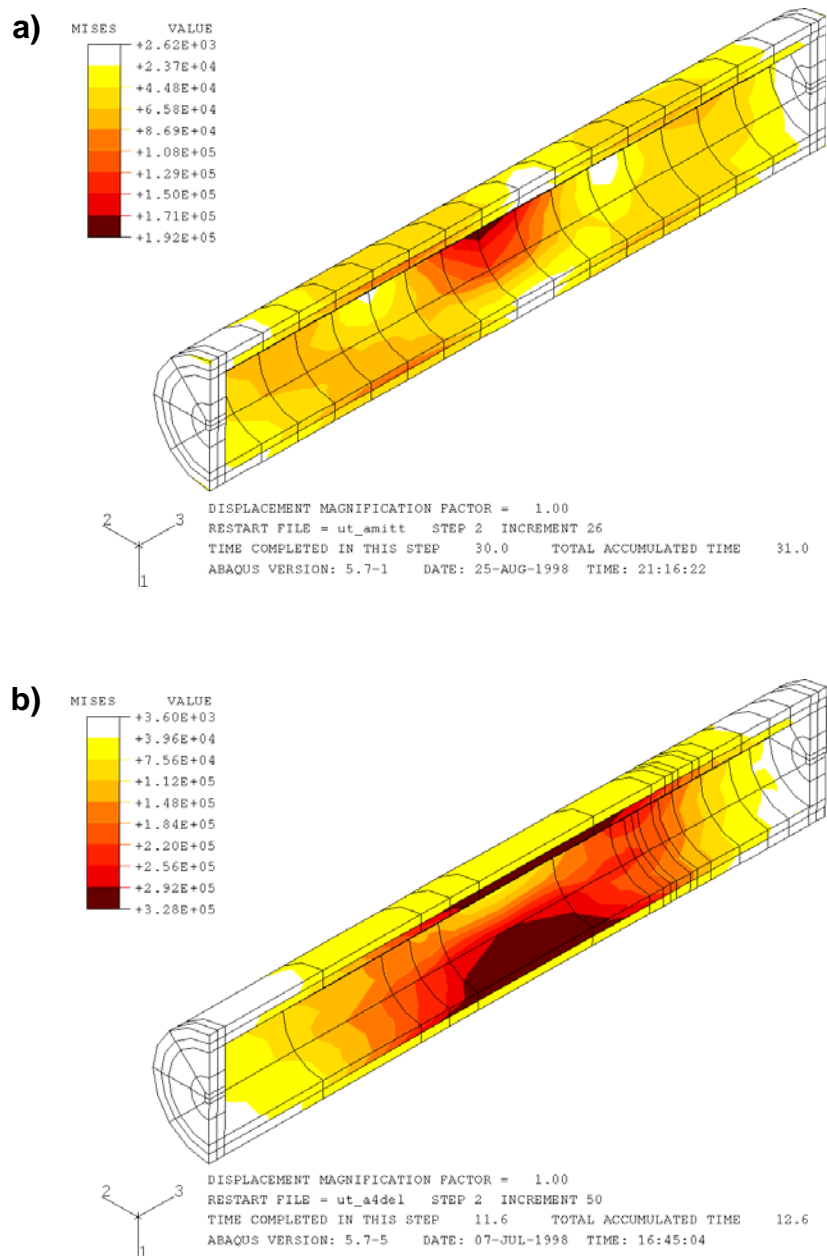 a)
MISES VALUE
+2.62E+03
+2.37E+04
+4.48E+04
+6.58E+04
+8.69E+04
+1.08E+05
+1.29E+05
+1.50E+05
+1.71E+05
+1.92E+05
DISPLACEMENT MAGNIFICATION FACTOR = 1.00
RESTART FILE = ut_amitt STEP 2 INCREMENT 26
TIME COMPLETED IN THIS STEP 30.0 TOTAL ACCUMULATED TIME 31.0
ABAQUS VERSION: 5.7-1 DATE: 25-AUG-1998 TIME: 21:16:22
2 3
1
b)
MISES VALUE
+3.60E+03
+3.96E+04
+7.56E+04
+1.12E+05
+1.48E+05
+1.84E+05
+2.20E+05
+2.56E+05
+2.92E+05
+3.28E+05
DISPLACEMENT MAGNIFICATION FACTOR = 1.00
RESTART FILE = ut_a4del STEP 2 INCREMENT 50
TIME COMPLETED IN THIS STEP 11.6 TOTAL ACCUMULATED TIME 12.6
ABAQUS VERSION: 5.7-5 DATE: 07-JUL-1998 TIME: 16:45:04
2 3
1